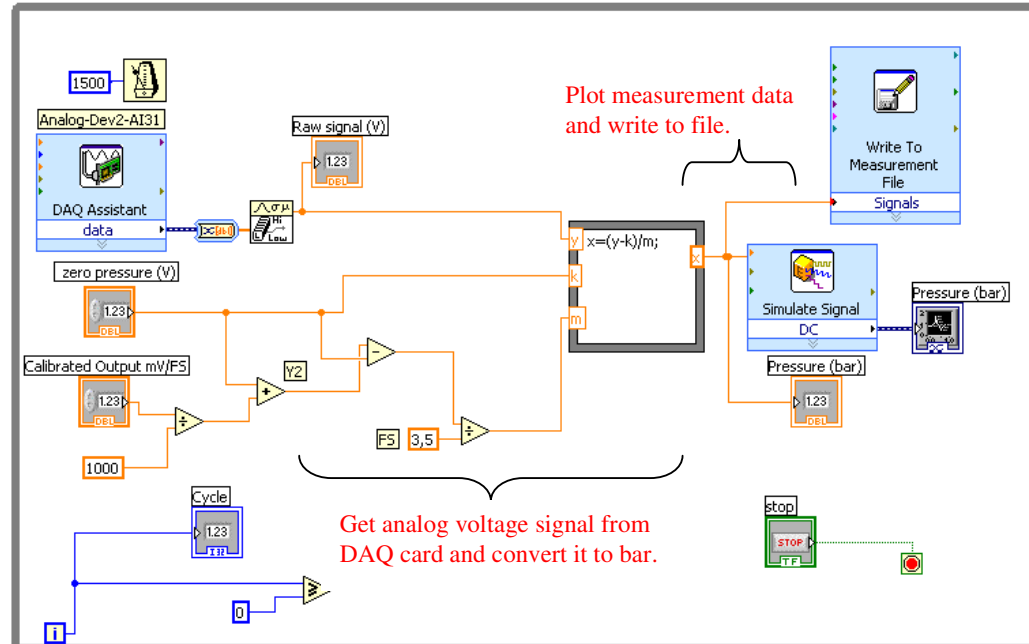 1500
Analog-Dev2-AI31
DAQ Assistant
data
Raw signal (V)
1.23
DBL
Hi
Low
Plot measurement data
and write to file.
Write To
Measurement
File
Signals
zero pressure (V)
1.23
DBL
y
x=(y-k)/m;
k
m
x
Simulate Signal
DC
Pressure (bar)
Calibrated Output mV/FS
1.23
DBL
Y2
1000
FS
3,5
Pressure (bar)
1.23
DBL
Get analog voltage signal from
DAQ card and convert it to bar.
Cycle
1.23
I32
0
i
stop
STOP
TF